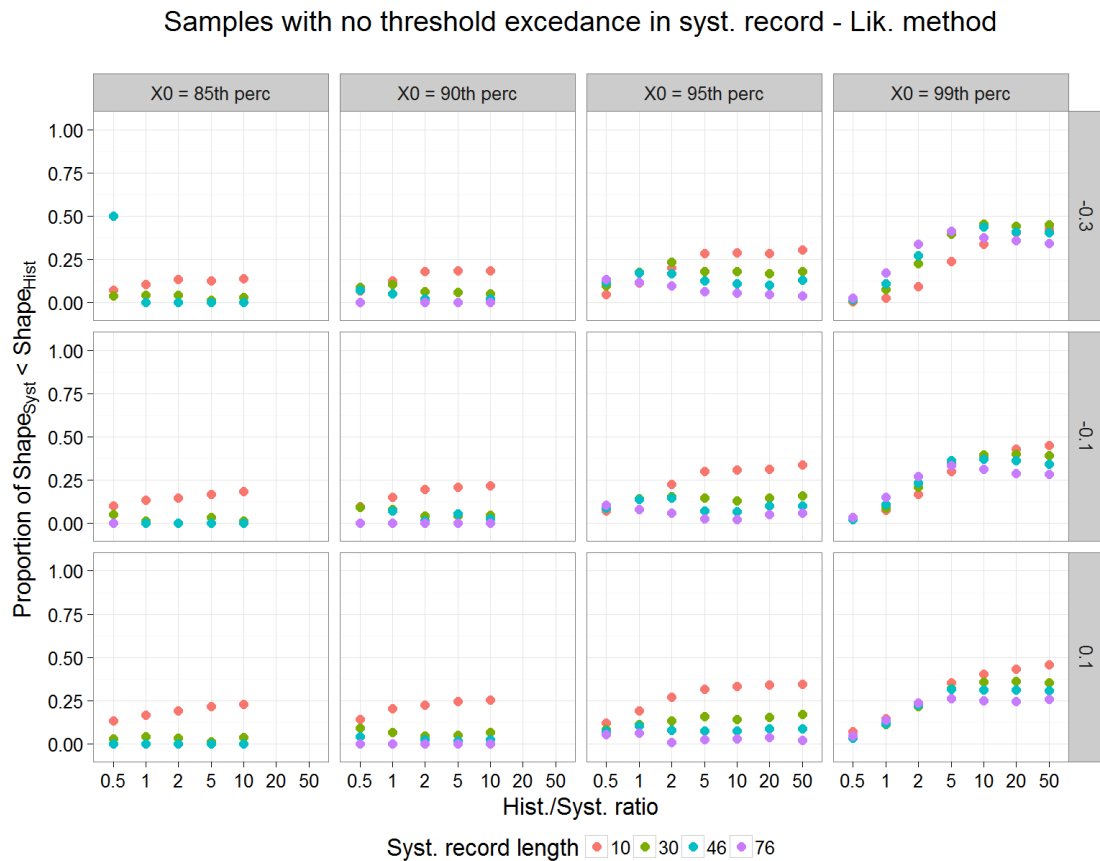 Samples with no threshold excedance in syst. record - Lik. method
X0 = 85th perc
X0 = 90th perc
X0 = 95th perc
X0 = 99th perc
Proportion of Shape_Syst < Shape_Hist
1.00
0.75
0.50
0.25
0.00
-0.3
1.00
0.75
0.50
0.25
0.00
-0.1
1.00
0.75
0.50
0.25
0.00
0.1
0.5 1 2 5 10 20 50
0.5 1 2 5 10 20 50
0.5 1 2 5 10 20 50
0.5 1 2 5 10 20 50
Hist./Syst. ratio
Syst. record length 10 30 46 76